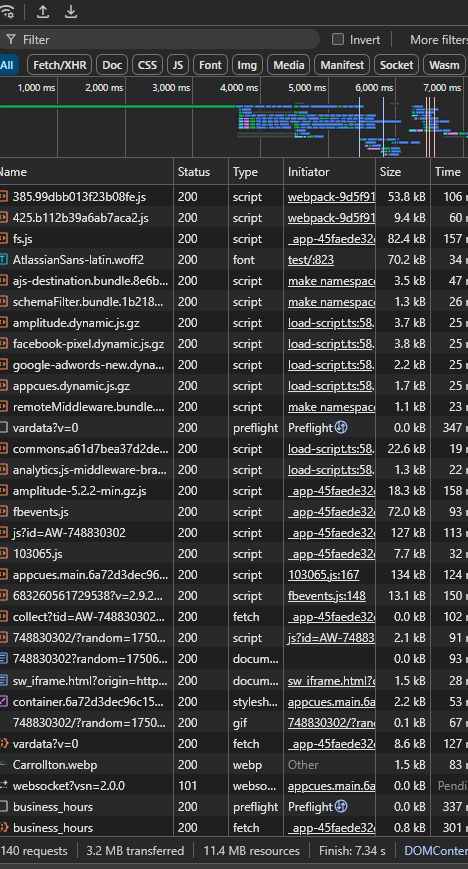 Filter
Invert
More filters
All Fetch/XHR Doc CSS JS Font Img Media Manifest Socket Wasm
1,000 ms 2,000 ms 3,000 ms 4,000 ms 5,000 ms 6,000 ms 7,000 ms
Name Status Type Initiator Size Time
385.99dbb013f23b08fe.js 200 script webpack-9d5f91 53.8 kB 106
425.b112b39a6ab7aca2.js 200 script webpack-9d5f91 9.4 kB 60
fs.js 200 script _app-45faede32 82.4 kB 157
AtlassianSans-latin.woff2 200 font test/:823 70.2 kB 34
ajs-destination.bundle.8e6b... 200 script make namespace 3.5 kB 47
schemaFilter.bundle.1b218... 200 script make namespace 1.3 kB 26
amplitude.dynamic.js.gz 200 script load-script.ts:58 3.7 kB 25
facebook-pixel.dynamic.js.gz 200 script load-script.ts:58 3.8 kB 25
google-adwords-new.dyna... 200 script load-script.ts:58 2.2 kB 25
appcues.dynamic.js.gz 200 script load-script.ts:58 1.7 kB 25
remoteMiddleware.bundle.... 200 script make namespace 1.1 kB 23
vardata?v=0 200 preflight Preflight 0.0 kB 347
commons.a61d7bea37d2de... 200 script load-script.ts:58 22.6 kB 19
analytics.js-middleware-bra... 200 script load-script.ts:58 1.3 kB 22
amplitude-5.2.2-min.gz.js 200 script _app-45faede32 18.3 kB 158
fbevents.js 200 script _app-45faede32 72.0 kB 93
js?id=AW-748830302 200 script _app-45faede32 127 kB 113
103065.js 200 script _app-45faede32 7.7 kB 32
appcues.main.6a72d3dec96... 200 script 103065.js:167 134 kB 124
683260561729538?v=2.9.2... 200 script fbevents.js:148 13.1 kB 150
collect?tid=AW-748830302... 200 fetch _app-45faede32 0.0 kB 102
748830302/?random=1750... 200 script js?id=AW-74883 2.1 kB 91
748830302?random=17506... 200 docum... 0.0 kB 93
sw_iframe.html?origin=http... 200 docum... sw_iframe.html?o 1.5 kB 28
container.6a72d3dec96c15... 200 stylesh... appcues.main.6a 2.2 kB 53
748830302/?random=1750... 200 gif 748830302/?ran 0.1 kB 67
vardata?v=0 200 fetch _app-45faede32 8.6 kB 127
Carrollton.webp 200 webp Other 1.5 kB 83
websocket?vsn=2.0.0 101 webso... appcues.main.6a 0.0 kB Pendi
business_hours 200 preflight Preflight 0.0 kB 337
business_hours 200 fetch _app-45faede32 0.8 kB 301
140 requests 3.2 MB transferred 11.4 MB resources Finish: 7.34 s DOMConten